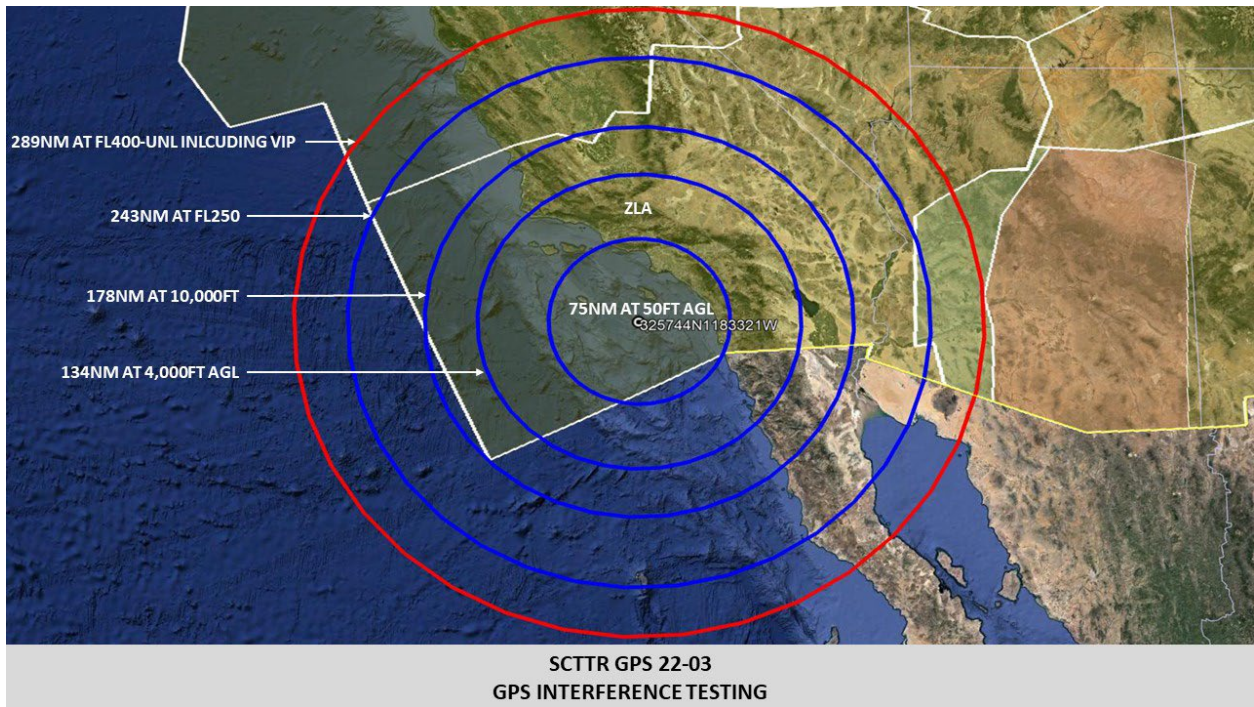 289NM AT FL400-UNL INLCUDING VIP
ZLA
243NM AT FL250
178NM AT 10,000FT
75NM AT 50FT AGL
325744N1183321W
134NM AT 4,000FT AGL
SCTTR GPS 22-03
GPS INTERFERENCE TESTING